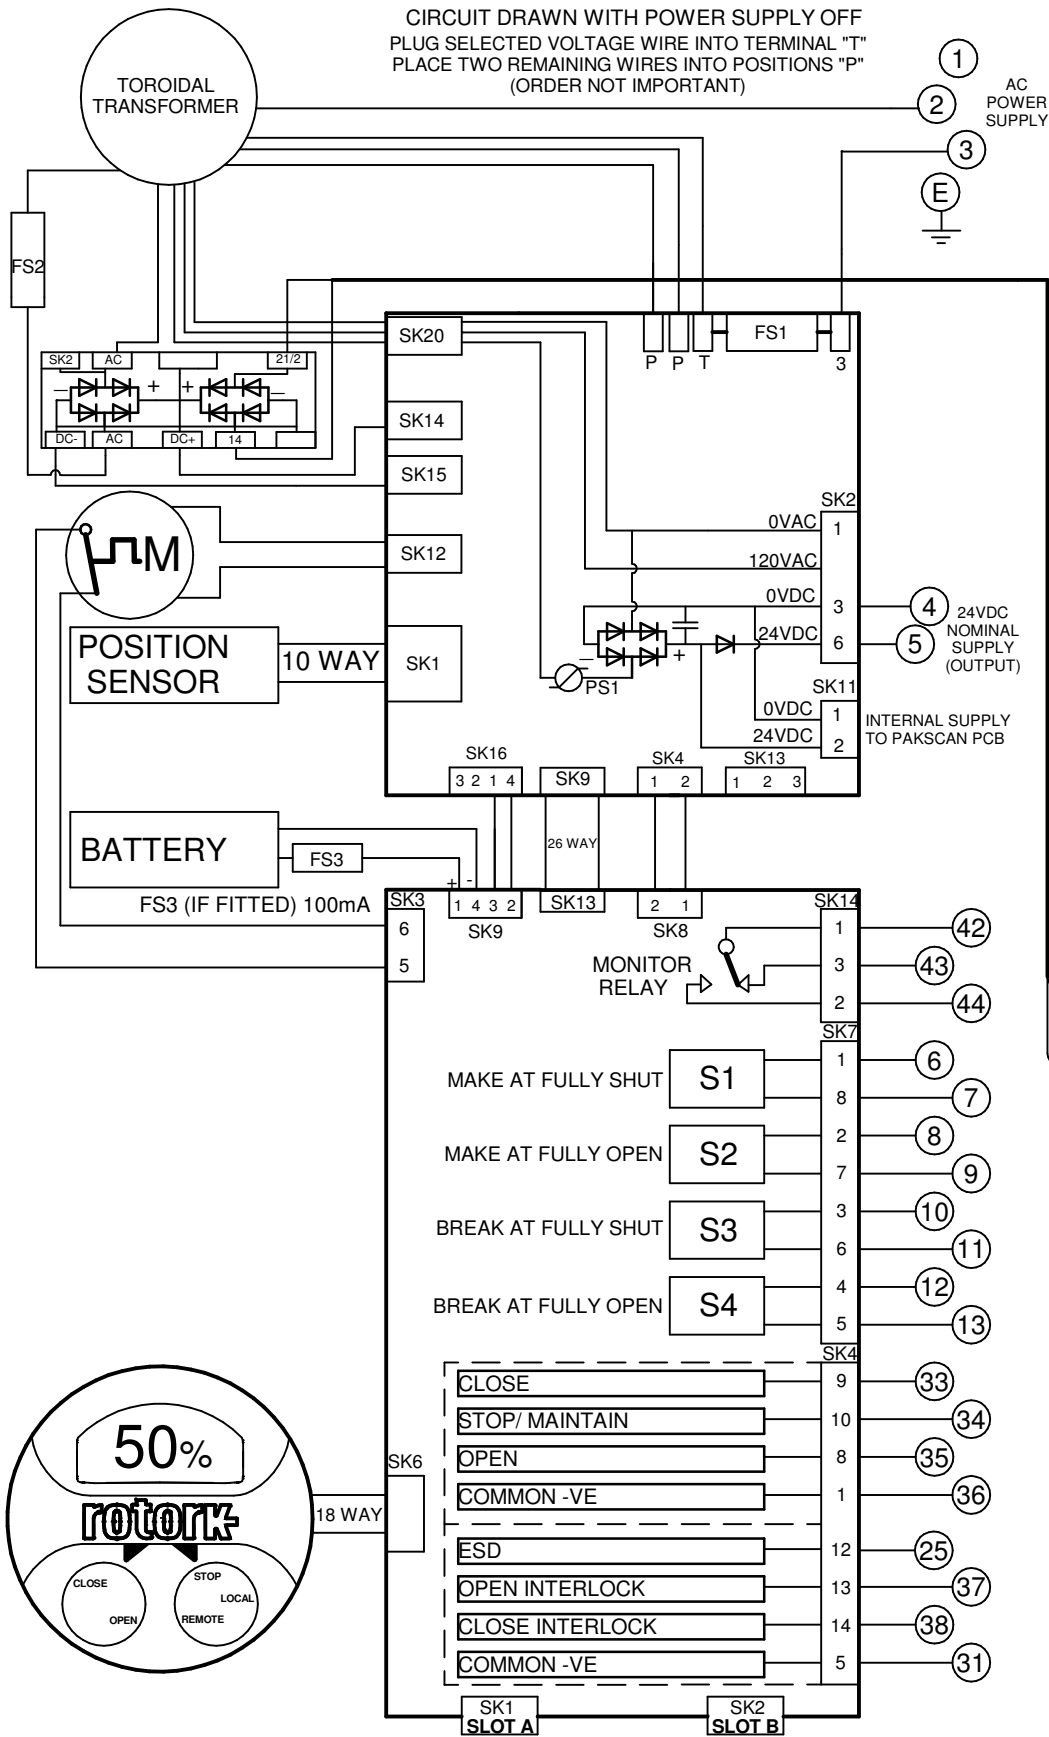 CIRCUIT DRAWN WITH POWER SUPPLY OFF
PLUG SELECTED VOLTAGE WIRE INTO TERMINAL "T"
PLACE TWO REMAINING WIRES INTO POSITIONS "P"
(ORDER NOT IMPORTANT)
TOROIDAL
TRANSFORMER
1
2
3
E
AC
POWER
SUPPLY
FS2
SK2
AC
21/2
−
+
+
−
DC-
AC
DC+
14
SK20
SK14
SK15
SK12
SK1
P
P
T
FS1
3
M
POSITION
SENSOR
10 WAY
SK2
0VAC
1
120VAC
0VDC
3
24VDC
6
−
+
PS1
4
5
24VDC
NOMINAL
SUPPLY
(OUTPUT)
SK11
0VDC
1
24VDC
2
INTERNAL SUPPLY
TO PAKSCAN PCB
SK16
3 2 1 4
SK9
SK4
1 2
SK13
1 2 3
26 WAY
BATTERY
FS3
FS3 (IF FITTED) 100mA
+ -
SK3
6
5
1 4 3 2
SK9
SK13
2 1
SK8
SK14
1
3
2
MONITOR
RELAY
42
43
44
SK7
MAKE AT FULLY SHUT
S1
1
6
8
7
MAKE AT FULLY OPEN
S2
2
8
7
9
BREAK AT FULLY SHUT
S3
3
10
6
11
BREAK AT FULLY OPEN
S4
4
12
5
13
SK4
CLOSE
9
33
STOP/ MAINTAIN
10
34
OPEN
8
35
COMMON -VE
1
36
ESD
12
25
OPEN INTERLOCK
13
37
CLOSE INTERLOCK
14
38
COMMON -VE
5
31
50%
rotork
CLOSE
OPEN
STOP
LOCAL
REMOTE
18 WAY
SK6
SK1
SLOT A
SK2
SLOT B